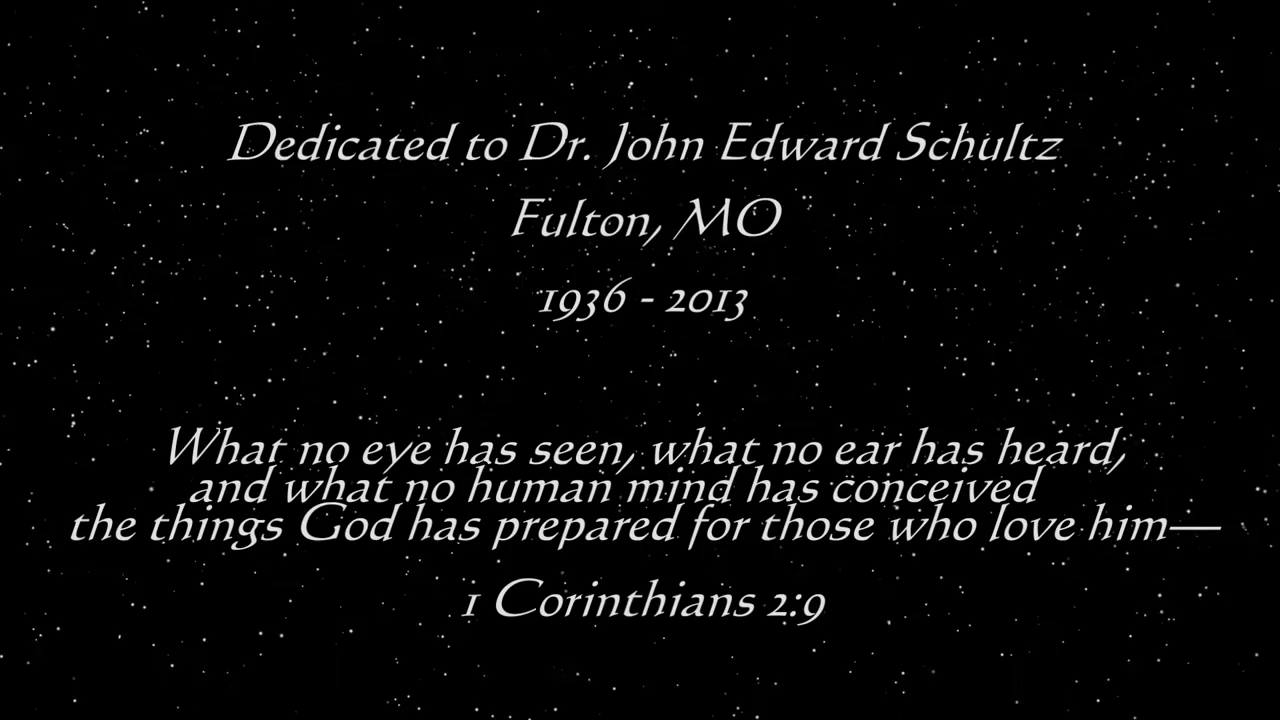 Dedicated to Dr. John Edward Schultz
Fulton, MO
1936 - 2013
What no eye has seen, what no ear has heard,
and what no human mind has conceived
the things God has prepared for those who love him—
1 Corinthians 2:9